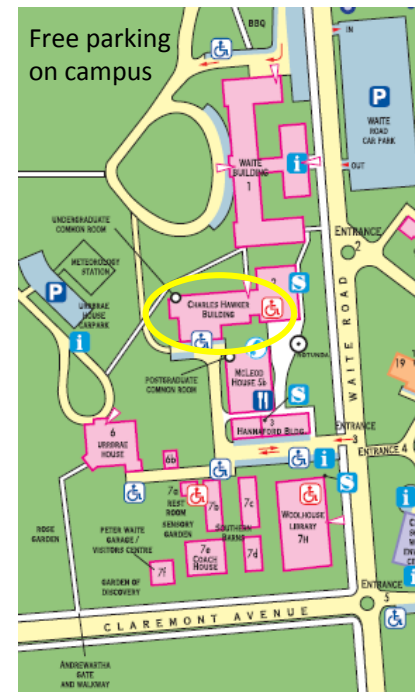 Free parking
on campus
BBQ
IN
P
WAITE
ROAD
CAR PARK
OUT
WAITE
BUILDING
1
i
UNDERGRADUATE
COMMON ROOM
METEOROLOGY
STATION
ENTRANCE
2
P
URRBRAE
HOUSE
CARPARK
i
2
S
CHARLES HAWKER
BUILDING
ROTUNDA
WAITE ROAD
19
POSTGRADUATE
COMMON ROOM
MCLEOD
HOUSE 5b
S
3
HANNAFORD BLDG.
ENTRANCE
3
ENTRANCE 4
6
URRBRAE
HOUSE
6b
i
S
i
7a
REST
ROOM
7b
7c
SENSORY
GARDEN
SOUTHERN
BARNS
WOOLHOUSE
LIBRARY
7H
ROSE
GARDEN
PETER WAITE
GARAGE /
VISITORS CENTRE
7e
COACH
HOUSE
7d
7f
GARDEN OF
DISCOVERY
i
ENTRANCE
5
CLAREMONT AVENUE
ANDREWARTHA
GATE
AND WALKWAY